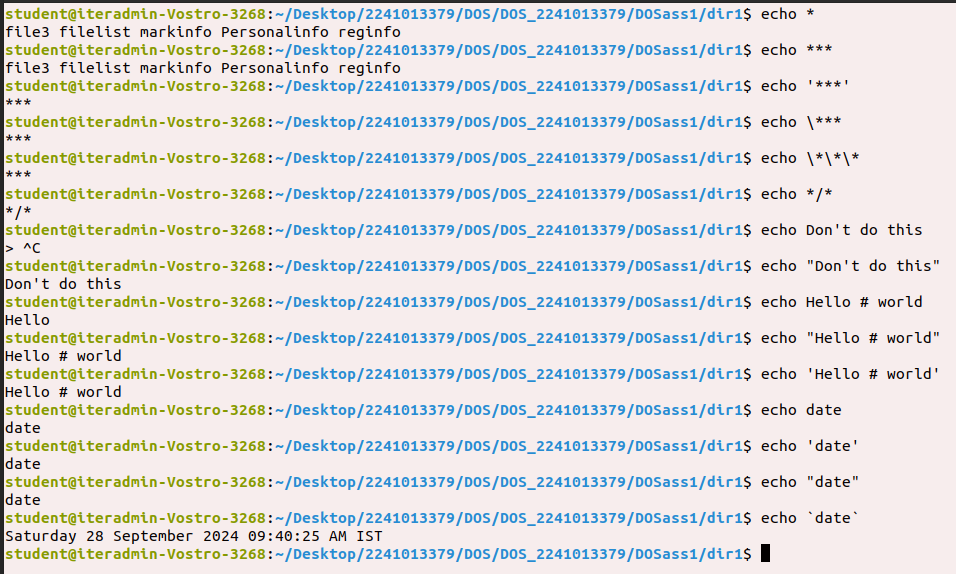 student@iteradmin-Vostro-3268:~/Desktop/2241013379/DOS/DOS_2241013379/DOSass1/dir1$ echo *
file3 filelist markinfo Personalinfo reginfo
student@iteradmin-Vostro-3268:~/Desktop/2241013379/DOS/DOS_2241013379/DOSass1/dir1$ echo ***
file3 filelist markinfo Personalinfo reginfo
student@iteradmin-Vostro-3268:~/Desktop/2241013379/DOS/DOS_2241013379/DOSass1/dir1$ echo '***'
***
student@iteradmin-Vostro-3268:~/Desktop/2241013379/DOS/DOS_2241013379/DOSass1/dir1$ echo \***
***
student@iteradmin-Vostro-3268:~/Desktop/2241013379/DOS/DOS_2241013379/DOSass1/dir1$ echo \*\*\*
***
student@iteradmin-Vostro-3268:~/Desktop/2241013379/DOS/DOS_2241013379/DOSass1/dir1$ echo */*
*/*
student@iteradmin-Vostro-3268:~/Desktop/2241013379/DOS/DOS_2241013379/DOSass1/dir1$ echo Don't do this
> ^C
student@iteradmin-Vostro-3268:~/Desktop/2241013379/DOS/DOS_2241013379/DOSass1/dir1$ echo "Don't do this"
Don't do this
student@iteradmin-Vostro-3268:~/Desktop/2241013379/DOS/DOS_2241013379/DOSass1/dir1$ echo Hello # world
Hello
student@iteradmin-Vostro-3268:~/Desktop/2241013379/DOS/DOS_2241013379/DOSass1/dir1$ echo "Hello # world"
Hello # world
student@iteradmin-Vostro-3268:~/Desktop/2241013379/DOS/DOS_2241013379/DOSass1/dir1$ echo 'Hello # world'
Hello # world
student@iteradmin-Vostro-3268:~/Desktop/2241013379/DOS/DOS_2241013379/DOSass1/dir1$ echo date
date
student@iteradmin-Vostro-3268:~/Desktop/2241013379/DOS/DOS_2241013379/DOSass1/dir1$ echo 'date'
date
student@iteradmin-Vostro-3268:~/Desktop/2241013379/DOS/DOS_2241013379/DOSass1/dir1$ echo "date"
date
student@iteradmin-Vostro-3268:~/Desktop/2241013379/DOS/DOS_2241013379/DOSass1/dir1$ echo `date`
Saturday 28 September 2024 09:40:25 AM IST
student@iteradmin-Vostro-3268:~/Desktop/2241013379/DOS/DOS_2241013379/DOSass1/dir1$